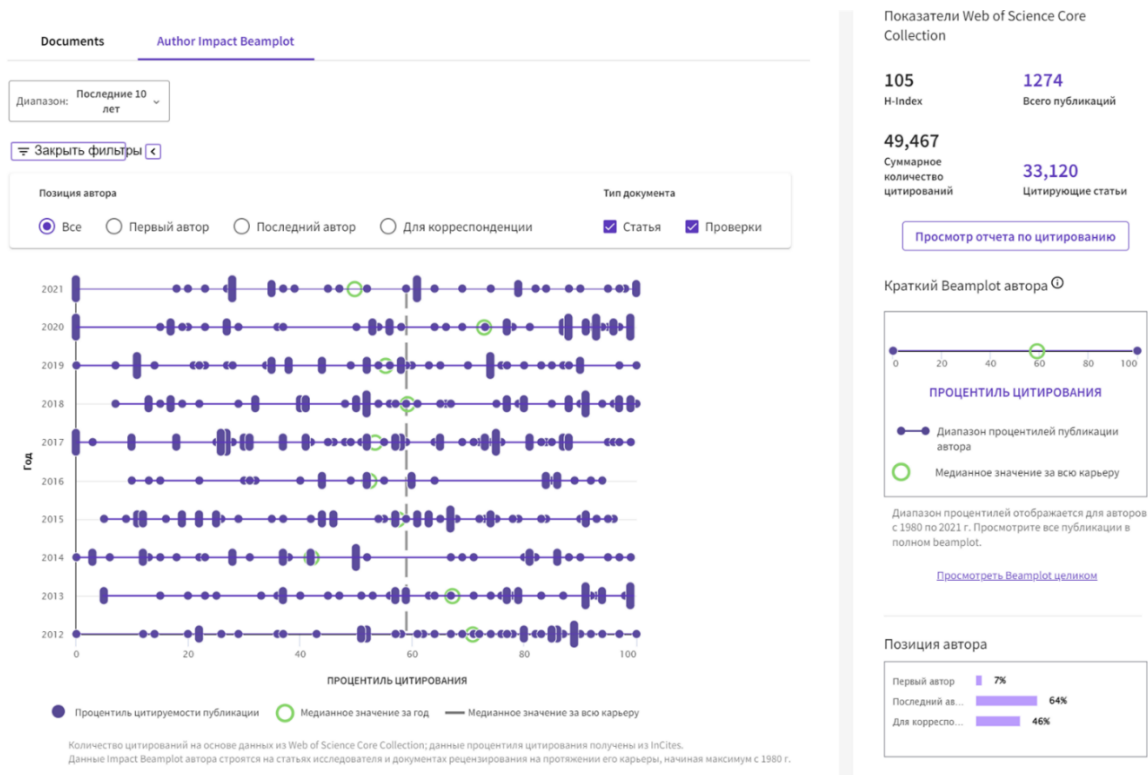 Documents
Author Impact Beamplot
Диапазон:
Последние 10
лет
Закрыть фильтры
Позиция автора
Тип документа
Все
Первый автор
Последний автор
Для корреспонденции
Статья
Проверки
2021
2020
2019
2018
2017
2016
2015
2014
2013
2012
Год
0 20 40 60 80 100
ПРОЦЕНТИЛЬ ЦИТИРОВАНИЯ
Процентиль цитируемости публикации
Медианное значение за год
Медианное значение за всю карьеру
Количество цитирований на основе данных из Web of Science Core Collection; данные процентиля цитирования получены из InCites.
Данные Impact Beamplot автора строятся на статьях исследователя и документах рецензирования на протяжении его карьеры, начиная максимум с 1980 г.
Показатели Web of Science Core
Collection
105
H-Index
1274
Всего публикаций
49,467
Суммарное
количество
цитирований
33,120
Цитирующие статьи
Просмотр отчета по цитированию
Краткий Beamplot автора
0 20 40 60 80 100
ПРОЦЕНТИЛЬ ЦИТИРОВАНИЯ
Диапазон процентилей публикации
автора
Медианное значение за всю карьеру
Диапазон процентилей отображается для авторов
с 1980 по 2021 г. Просмотрите все публикации в
полном beamplot.
Просмотреть Beamplot целиком
Позиция автора
Первый автор 7%
Последний ав... 64%
Для корреспо... 46%